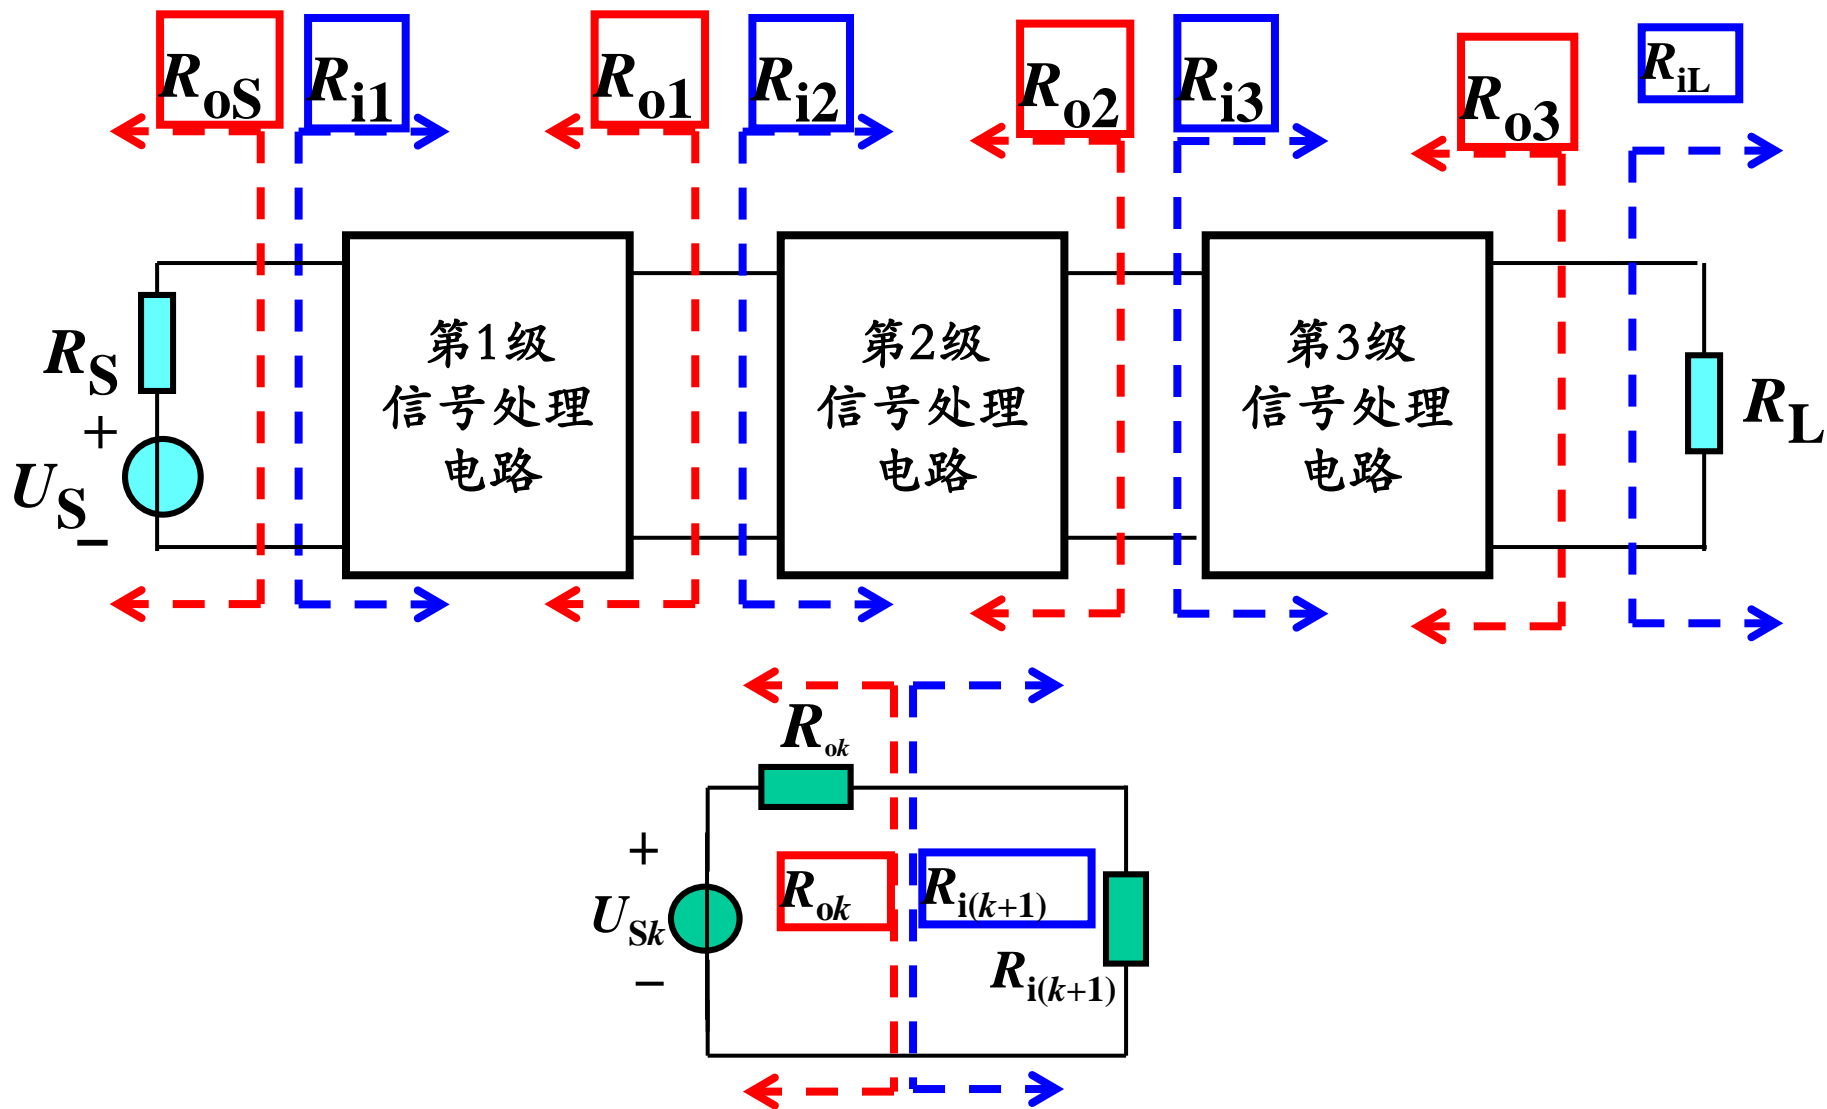 RoS Ri1 Ro1 Ri2 Ro2 Ri3 Ro3 RiL
RS
+
US
−
第1级
信号处理
电路
第2级
信号处理
电路
第3级
信号处理
电路
RL
Rok
+
USk
−
Rok
Ri(k+1)
Ri(k+1)